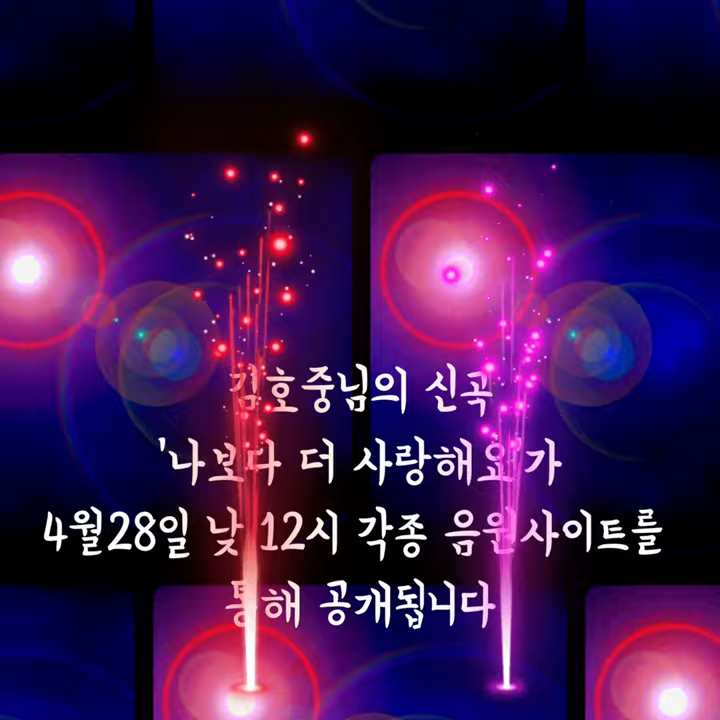 김호중님의 신곡
'나보다 더 사랑해요'가
4월28일 낮 12시 각종 음원사이트를
통해 공개됩니다